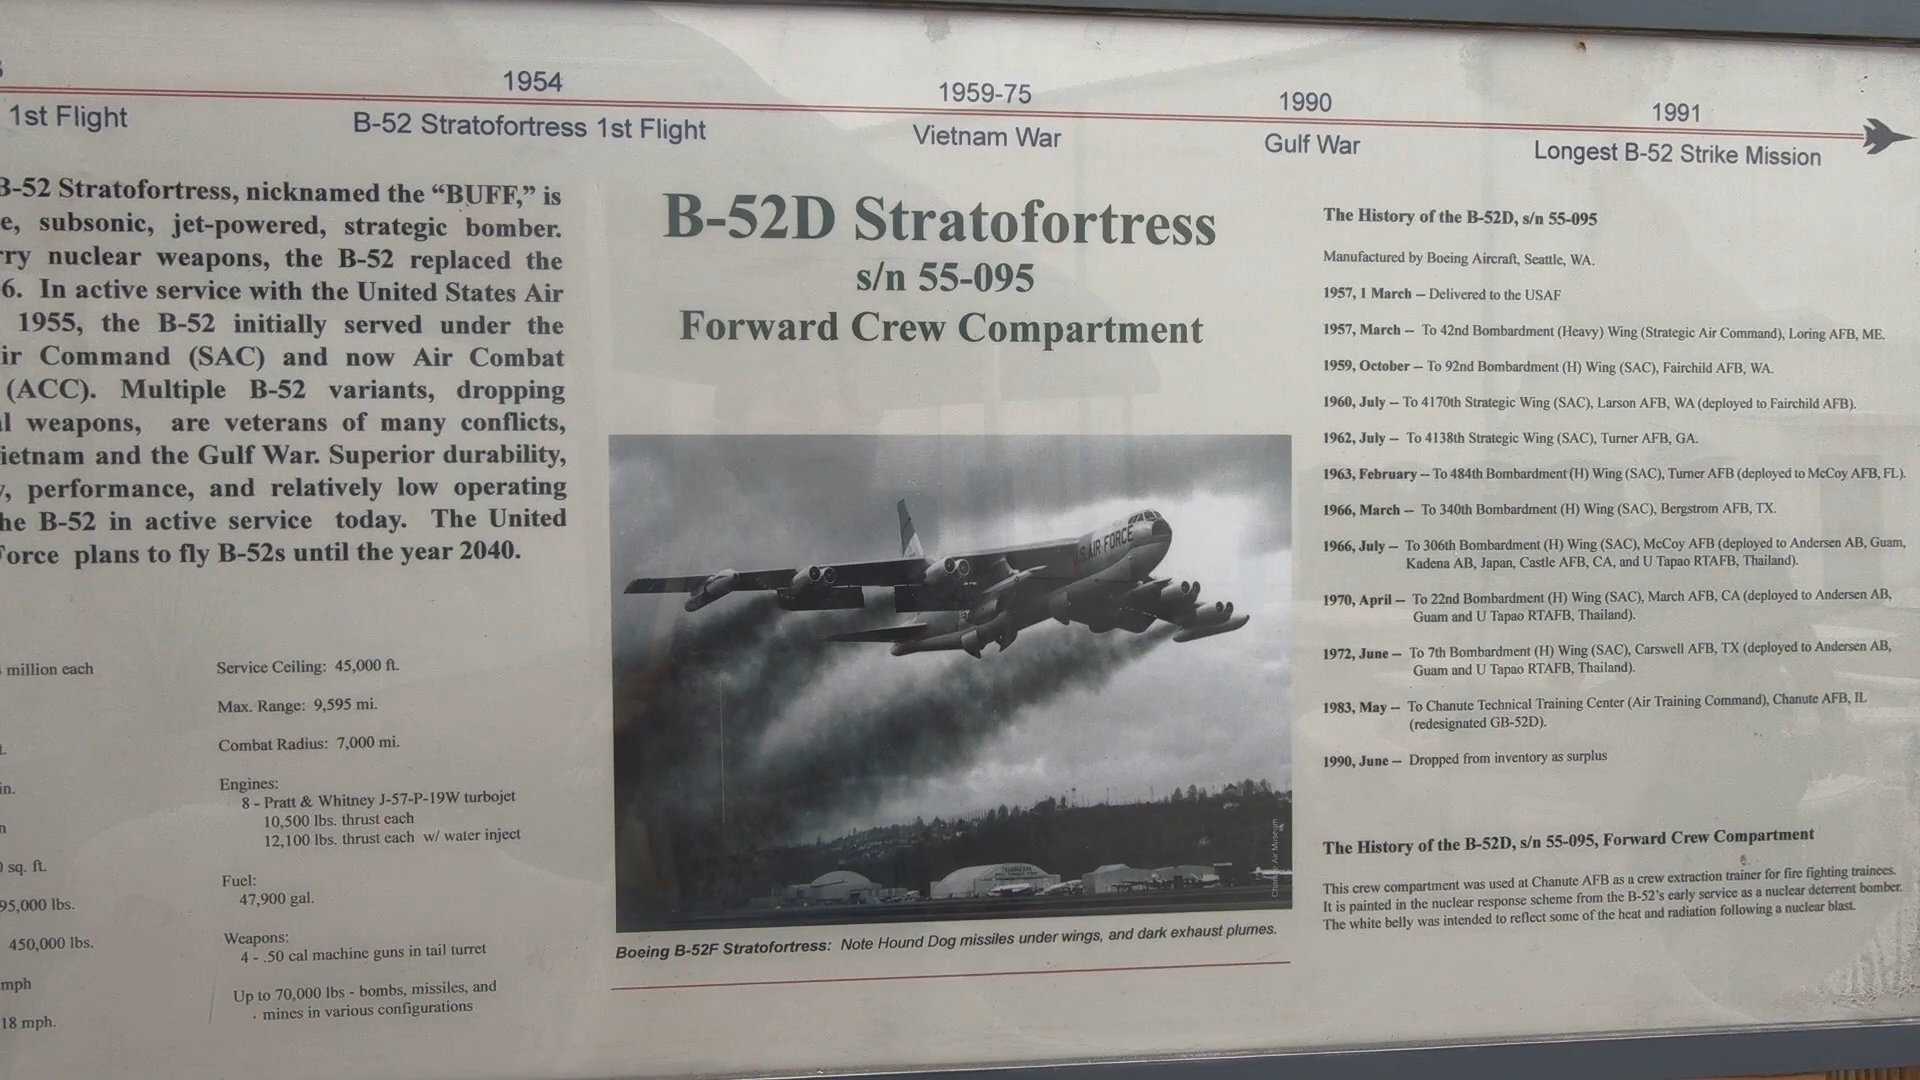 1954
1959-75
1990
1991
1st Flight
B-52 Stratofortress 1st Flight
Vietnam War
Gulf War
Longest B-52 Strike Mission
B-52 Stratofortress, nicknamed the “BUFF,” is
subsonic, jet-powered, strategic bomber.
nuclear weapons, the B-52 replaced the
6. In active service with the United States Air
1955, the B-52 initially served under the
Command (SAC) and now Air Combat
(ACC). Multiple B-52 variants, dropping
weapons, are veterans of many conflicts,
and the Gulf War. Superior durability,
performance, and relatively low operating
B-52 in active service today. The United
plans to fly B-52s until the year 2040.
million each
sq. ft.
95,000 lbs.
450,000 lbs.
mph
18 mph.
Service Ceiling: 45,000 ft.
Max. Range: 9,595 mi.
Combat Radius: 7,000 mi.
Engines:
8 - Pratt & Whitney J-57-P-19W turbojet
10,500 lbs. thrust each
12,100 lbs. thrust each w/ water inject
Fuel:
47,900 gal.
Weapons:
4 - .50 cal machine guns in tail turret
Up to 70,000 lbs - bombs, missiles, and
mines in various configurations
B-52D Stratofortress
s/n 55-095
Forward Crew Compartment
U.S. AIR FORCE
Chanute Air Museum
Boeing B-52F Stratofortress: Note Hound Dog missiles under wings, and dark exhaust plumes.
The History of the B-52D, s/n 55-095
Manufactured by Boeing Aircraft, Seattle, WA.
1957, 1 March – Delivered to the USAF
1957, March – To 42nd Bombardment (Heavy) Wing (Strategic Air Command), Loring AFB, ME.
1959, October – To 92nd Bombardment (H) Wing (SAC), Fairchild AFB, WA.
1960, July – To 4170th Strategic Wing (SAC), Larson AFB, WA (deployed to Fairchild AFB).
1962, July – To 4138th Strategic Wing (SAC), Turner AFB, GA.
1963, February – To 484th Bombardment (H) Wing (SAC), Turner AFB (deployed to McCoy AFB, FL).
1966, March – To 340th Bombardment (H) Wing (SAC), Bergstrom AFB, TX.
1966, July – To 306th Bombardment (H) Wing (SAC), McCoy AFB (deployed to Andersen AB, Guam,
Kadena AB, Japan, Castle AFB, CA, and U Tapao RTAFB, Thailand).
1970, April – To 22nd Bombardment (H) Wing (SAC), March AFB, CA (deployed to Andersen AB,
Guam and U Tapao RTAFB, Thailand).
1972, June – To 7th Bombardment (H) Wing (SAC), Carswell AFB, TX (deployed to Andersen AB,
Guam and U Tapao RTAFB, Thailand).
1983, May – To Chanute Technical Training Center (Air Training Command), Chanute AFB, IL
(redesignated GB-52D).
1990, June – Dropped from inventory as surplus
The History of the B-52D, s/n 55-095, Forward Crew Compartment
This crew compartment was used at Chanute AFB as a crew extraction trainer for fire fighting trainees.
It is painted in the nuclear response scheme from the B-52’s early service as a nuclear deterrent bomber.
The white belly was intended to reflect some of the heat and radiation following a nuclear blast.